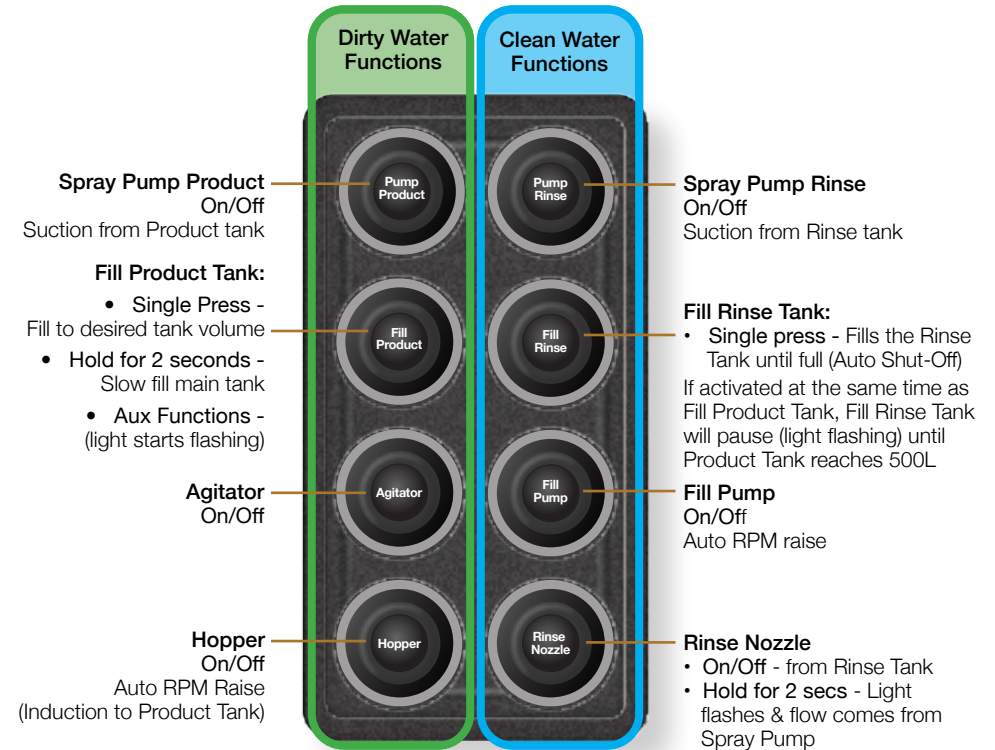 Dirty Water
Functions
Clean Water
Functions
Spray Pump Product
On/Off
Suction from Product tank
Fill Product Tank:
• Single Press -
Fill to desired tank volume
• Hold for 2 seconds -
Slow fill main tank
• Aux Functions -
(light starts flashing)
Agitator
On/Off
Hopper
On/Off
Auto RPM Raise
(Induction to Product Tank)
Pump
Product
Fill
Product
Agitator
Hopper
Pump
Rinse
Fill
Rinse
Fill
Pump
Rinse
Nozzle
Spray Pump Rinse
On/Off
Suction from Rinse tank
Fill Rinse Tank:
• Single press - Fills the Rinse
Tank until full (Auto Shut-Off)
If activated at the same time as
Fill Product Tank, Fill Rinse Tank
will pause (light flashing) until
Product Tank reaches 500L
Fill Pump
On/Off
Auto RPM raise
Rinse Nozzle
• On/Off - from Rinse Tank
• Hold for 2 secs - Light
flashes & flow comes from
Spray Pump